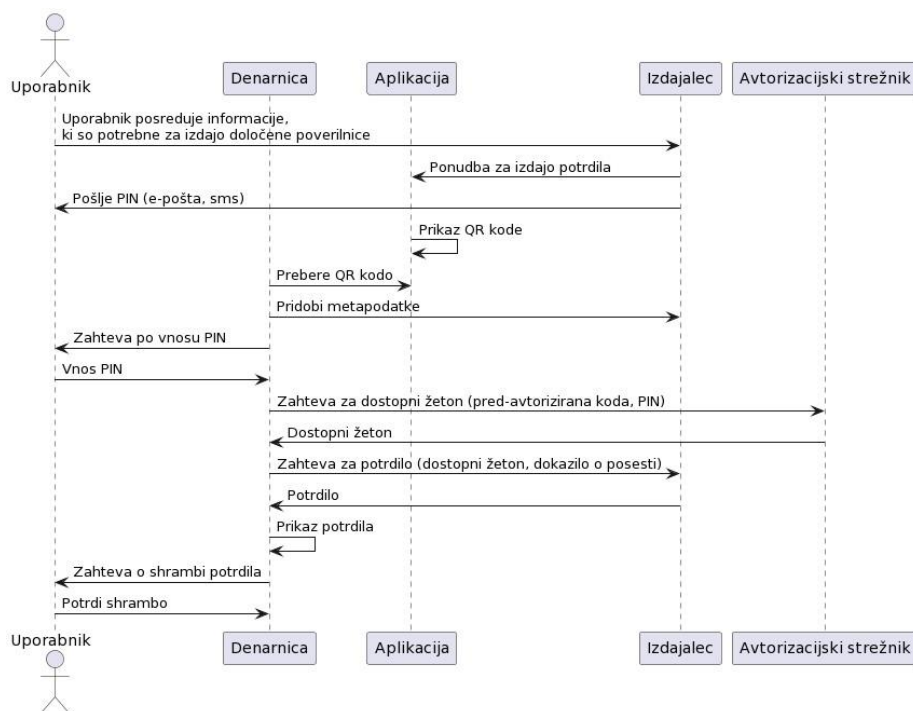 Uporabnik
Denarnica
Aplikacija
Izdajalec
Avtorizacijski strežnik
Uporabnik posreduje informacije,
ki so potrebne za izdajo določene poverilnice
Ponudba za izdajo potrdila
Pošlje PIN (e-pošta, sms)
Prikaz QR kode
Prebere QR kodo
Pridobi metapodatke
Zahteva po vnosu PIN
Vnos PIN
Zahteva za dostopni žeton (pred-avtorizirana koda, PIN)
Dostopni žeton
Zahteva za potrdilo (dostopni žeton, dokazilo o posesti)
Potrdilo
Prikaz potrdila
Zahteva o shrambi potrdila
Potrdi shrambo
Uporabnik
Denarnica
Aplikacija
Izdajalec
Avtorizacijski strežnik